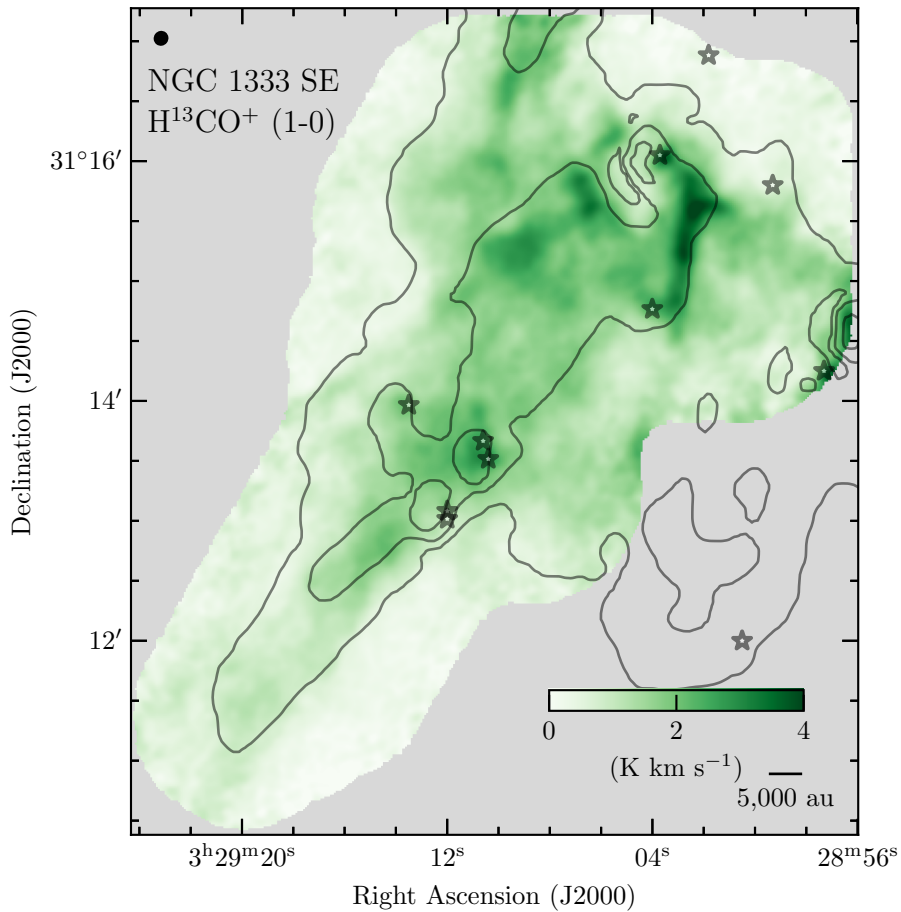 NGC 1333 SE
H¹³CO⁺ (1-0)
31°16′
14′
12′
Declination (J2000)
0 2 4
(K km s⁻¹)
5,000 au
3ʰ29ᵐ20ˢ 12ˢ 04ˢ 28ᵐ56ˢ
Right Ascension (J2000)